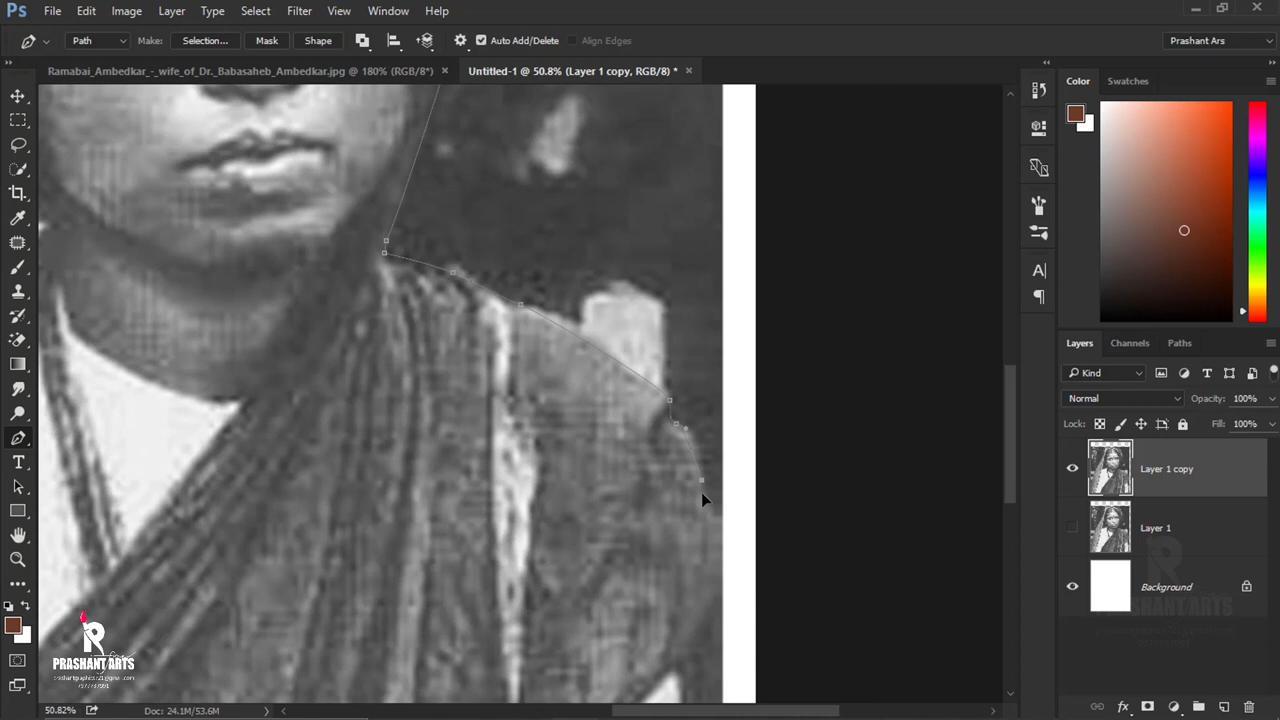 Ps File Edit Image Layer Type Select Filter View Window Help
Path Make: Selection... Mask Shape Auto Add/Delete Align Edges Prashant Ars
Ramabai_Ambedkar_-_wife_of_Dr._Babasaheb_Ambedkar.jpg @ 180% (RGB/8*) × Untitled-1 @ 50.8% (Layer 1 copy, RGB/8) * ×
Color Swatches
Layers Channels Paths
Kind
Normal Opacity: 100%
Lock: Fill: 100%
Layer 1 copy
Layer 1
Background
PRASHANT ARTS
R
PRASHANT ARTS
50.82% Doc: 24.1M/53.6M